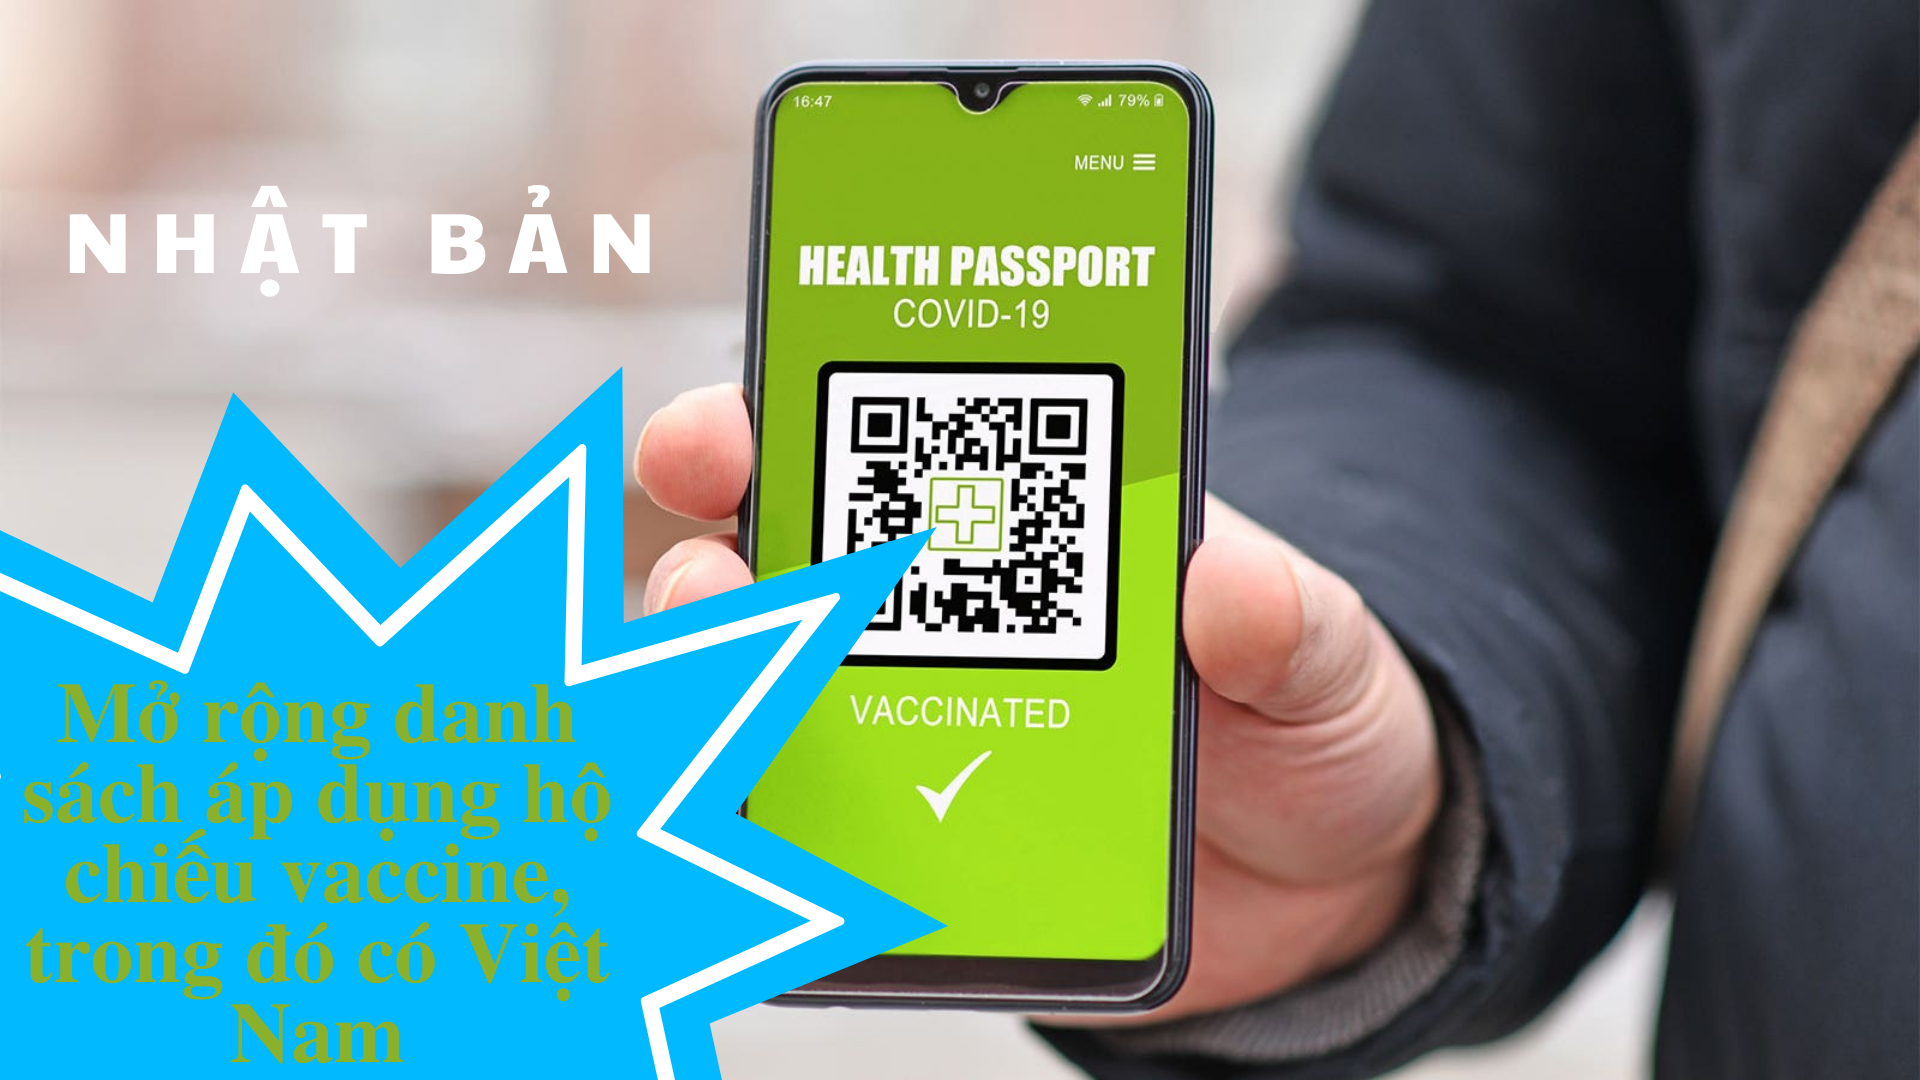 16:47
79%
MENU
NHẬT BẢN
HEALTH PASSPORT
COVID-19
VACCINATED
Mở rộng danh
sách áp dụng hộ
chiếu vaccine,
trong đó có Việt
Nam